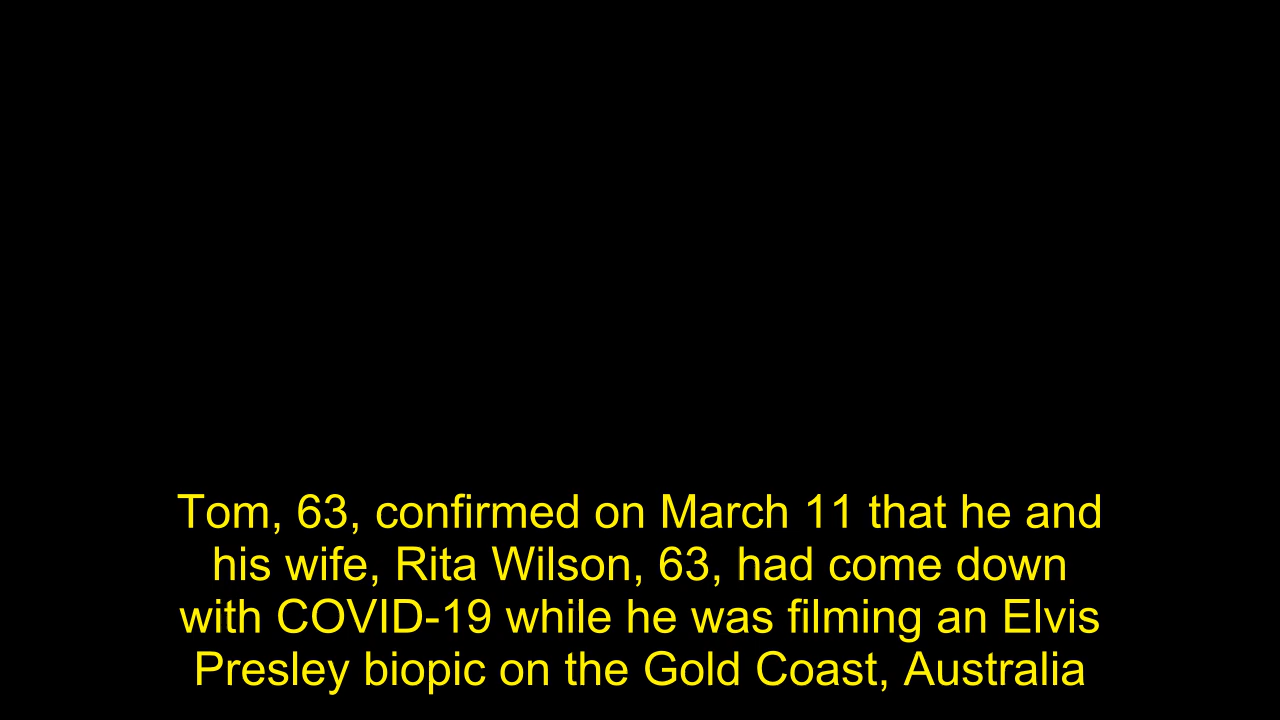 Tom, 63, confirmed on March 11 that he and
his wife, Rita Wilson, 63, had come down
with COVID-19 while he was filming an Elvis
Presley biopic on the Gold Coast, Australia